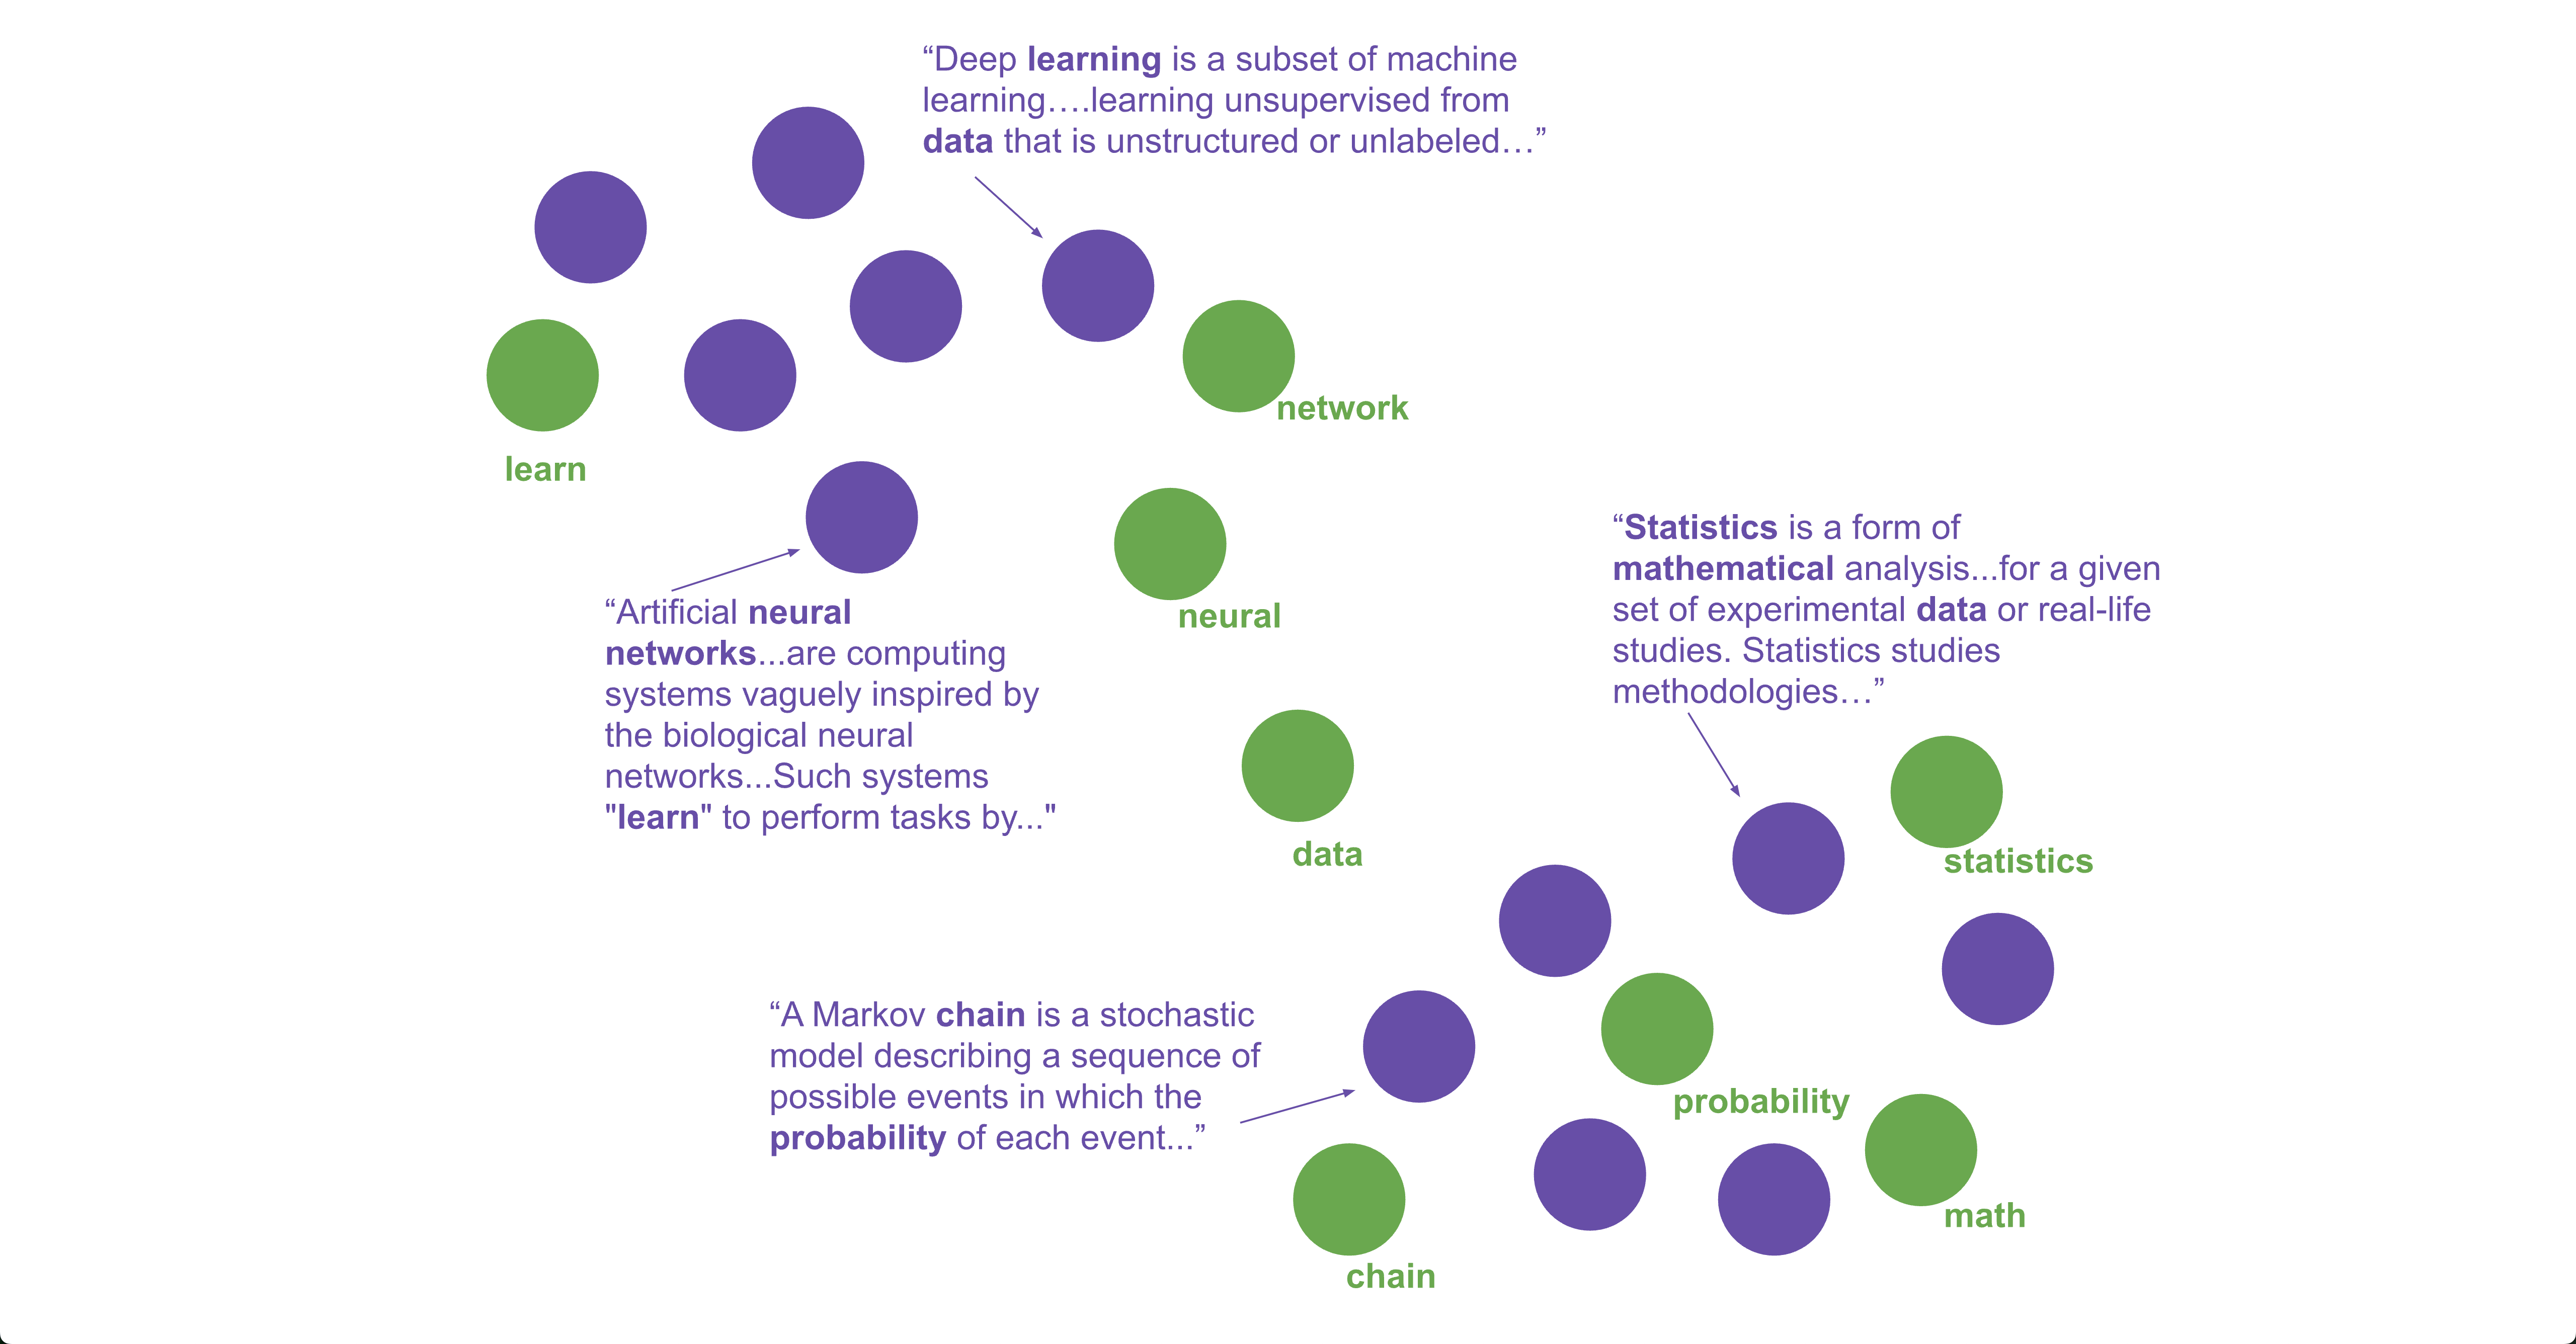 “Deep learning is a subset of machine
learning….learning unsupervised from
data that is unstructured or unlabeled…”
network
learn
“Artificial neural
networks...are computing
systems vaguely inspired by
the biological neural
networks...Such systems
"learn" to perform tasks by..."
neural
“Statistics is a form of
mathematical analysis...for a given
set of experimental data or real-life
studies. Statistics studies
methodologies…”
data
statistics
“A Markov chain is a stochastic
model describing a sequence of
possible events in which the
probability of each event...”
probability
math
chain